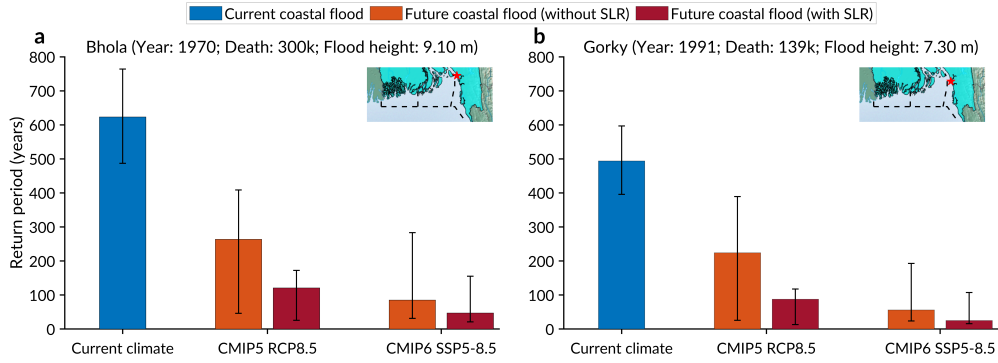 Current coastal flood Future coastal flood (without SLR) Future coastal flood (with SLR)
a
Bhola (Year: 1970; Death: 300k; Flood height: 9.10 m)
Return period (years)
800
700
600
500
400
300
200
100
0
Current climate CMIP5 RCP8.5 CMIP6 SSP5-8.5
b
Gorky (Year: 1991; Death: 139k; Flood height: 7.30 m)
800
700
600
500
400
300
200
100
0
Current climate CMIP5 RCP8.5 CMIP6 SSP5-8.5